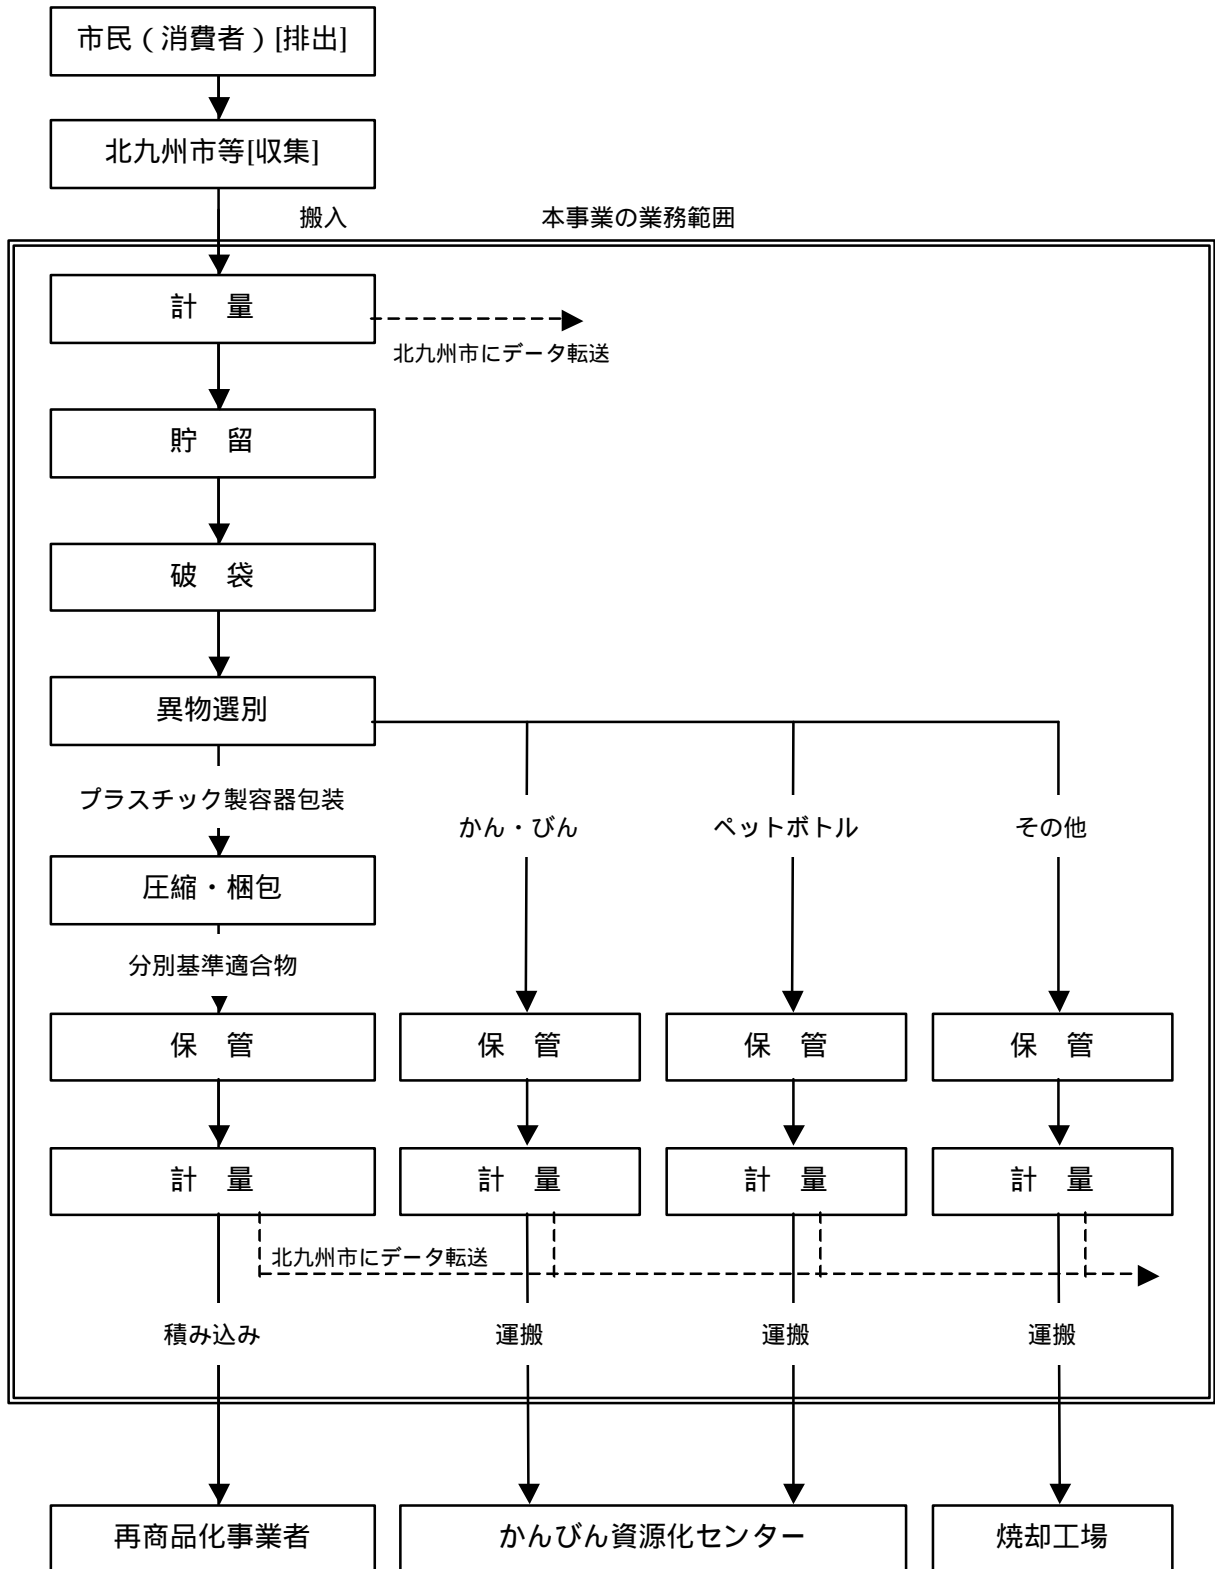 市民（消費者）[排出]
北九州市等[収集]
搬入
本事業の業務範囲
計　量
北九州市にデータ転送
貯　留
破　袋
異物選別
プラスチック製容器包装
かん・びん
ペットボトル
その他
圧縮・梱包
分別基準適合物
保　管
保　管
保　管
保　管
計　量
計　量
計　量
計　量
北九州市にデータ転送
積み込み
運搬
運搬
運搬
再商品化事業者
かんびん資源化センター
焼却工場